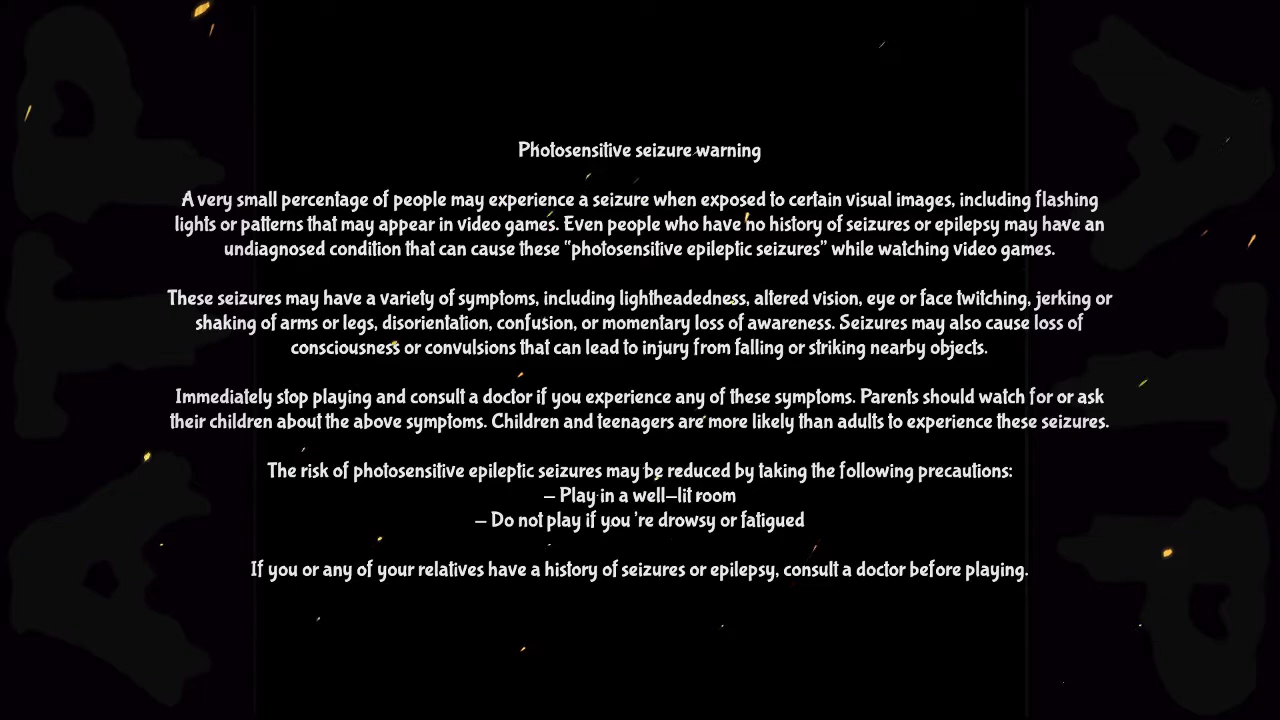 Photosensitive seizure warning
A very small percentage of people may experience a seizure when exposed to certain visual images, including flashing
lights or patterns that may appear in video games. Even people who have no history of seizures or epilepsy may have an
undiagnosed condition that can cause these "photosensitive epileptic seizures" while watching video games.
These seizures may have a variety of symptoms, including lightheadedness, altered vision, eye or face twitching, jerking or
shaking of arms or legs, disorientation, confusion, or momentary loss of awareness. Seizures may also cause loss of
consciousness or convulsions that can lead to injury from falling or striking nearby objects.
Immediately stop playing and consult a doctor if you experience any of these symptoms. Parents should watch for or ask
their children about the above symptoms. Children and teenagers are more likely than adults to experience these seizures.
The risk of photosensitive epileptic seizures may be reduced by taking the following precautions:
– Play in a well–lit room
– Do not play if you 're drowsy or fatigued
If you or any of your relatives have a history of seizures or epilepsy, consult a doctor before playing.